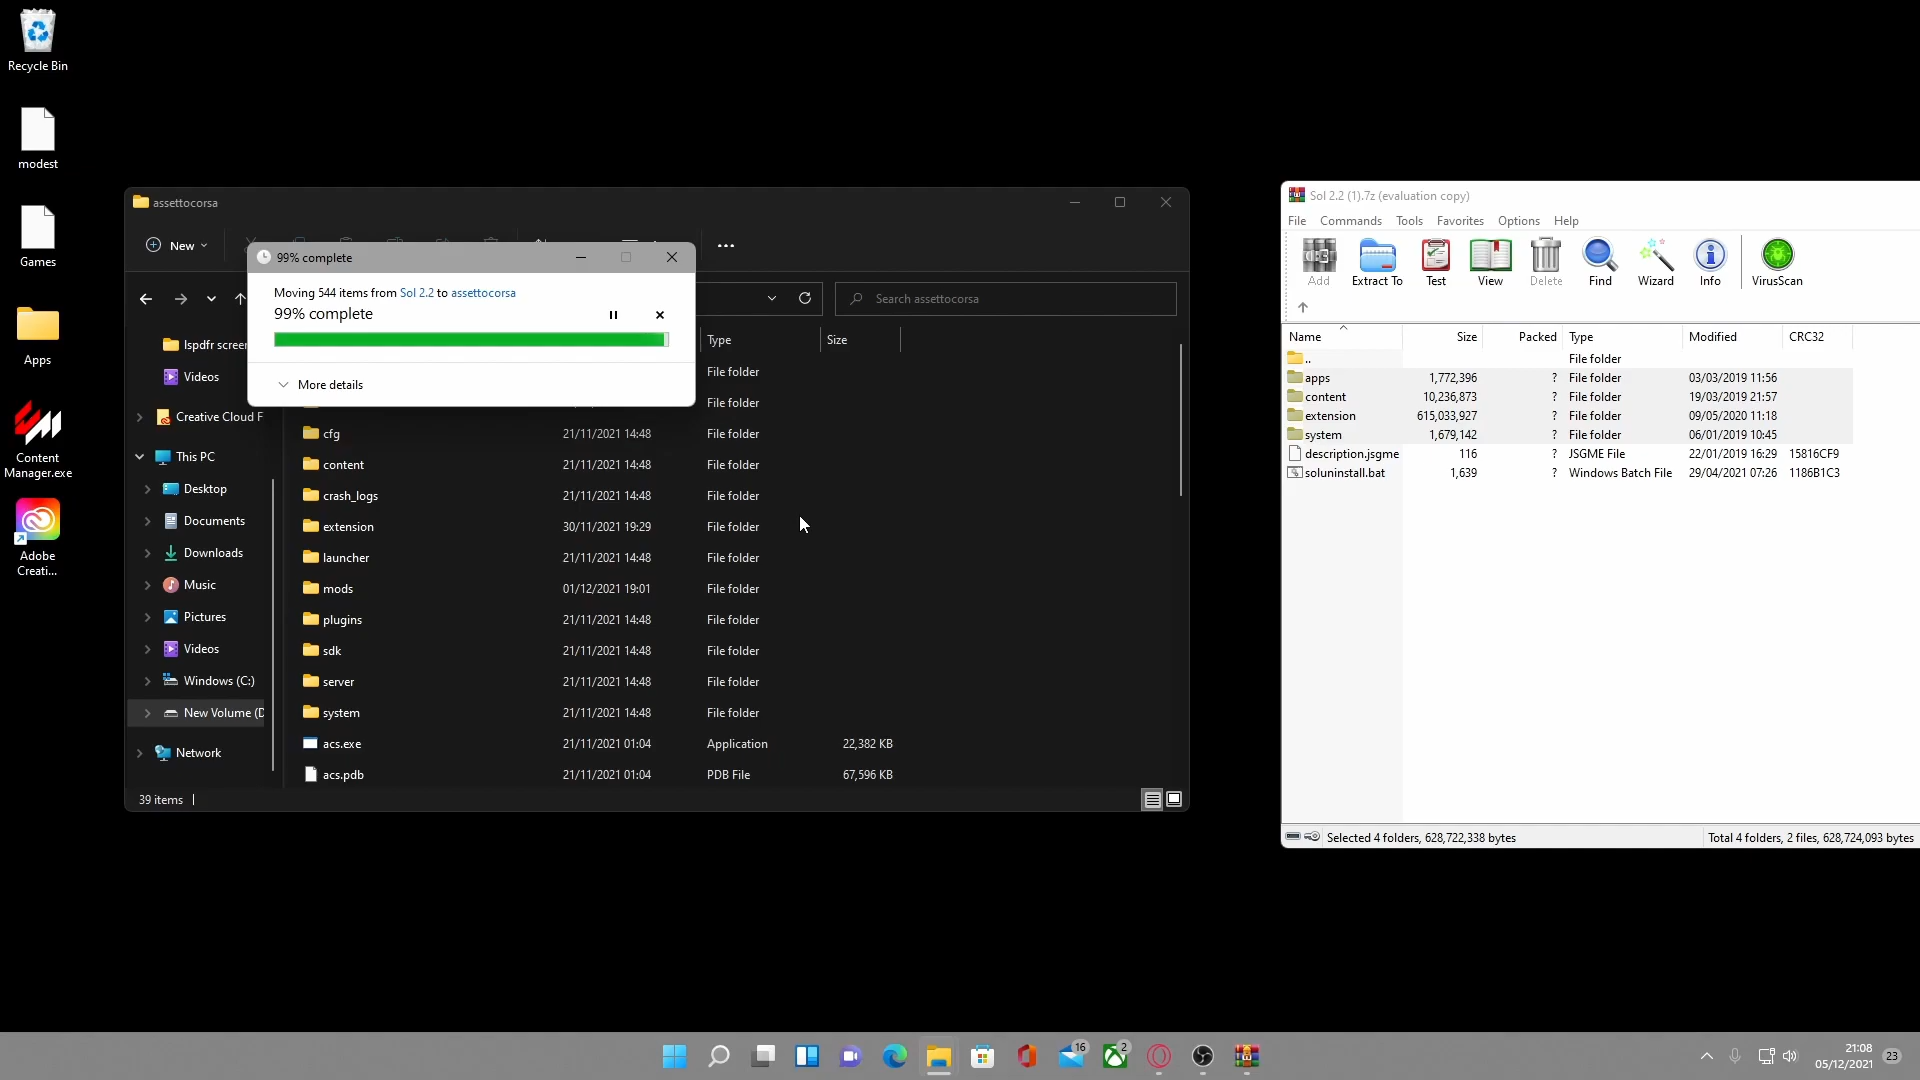 Recycle Bin
modest
Games
Apps
Content
Manager.exe
Adobe
Creati...
assettocorsa
New
Search assettocorsa
99% complete
Moving 544 items from Sol 2.2 to assettocorsa
99% complete
More details
lspdfr screen
Videos
Creative Cloud F
This PC
Desktop
Documents
Downloads
Music
Pictures
Videos
Windows (C:)
New Volume (D
Network
Type Size
File folder
File folder
cfg 21/11/2021 14:48 File folder
content 21/11/2021 14:48 File folder
crash_logs 21/11/2021 14:48 File folder
extension 30/11/2021 19:29 File folder
launcher 21/11/2021 14:48 File folder
mods 01/12/2021 19:01 File folder
plugins 21/11/2021 14:48 File folder
sdk 21/11/2021 14:48 File folder
server 21/11/2021 14:48 File folder
system 21/11/2021 14:48 File folder
acs.exe 21/11/2021 01:04 Application 22,382 KB
acs.pdb 21/11/2021 01:04 PDB File 67,596 KB
39 items
Sol 2.2 (1).7z (evaluation copy)
File Commands Tools Favorites Options Help
Add Extract To Test View Delete Find Wizard Info VirusScan
Name Size Packed Type Modified CRC32
.. File folder
apps 1,772,396 ? File folder 03/03/2019 11:56
content 10,236,873 ? File folder 19/03/2019 21:57
extension 615,033,927 ? File folder 09/05/2020 11:18
system 1,679,142 ? File folder 06/01/2019 10:45
description.jsgme 116 ? JSGME File 22/01/2019 16:29 15816CF9
soluninstall.bat 1,639 ? Windows Batch File 29/04/2021 07:26 1186B1C3
Selected 4 folders, 628,722,338 bytes
Total 4 folders, 2 files, 628,724,093 bytes
16
2
21:08
05/12/2021
23